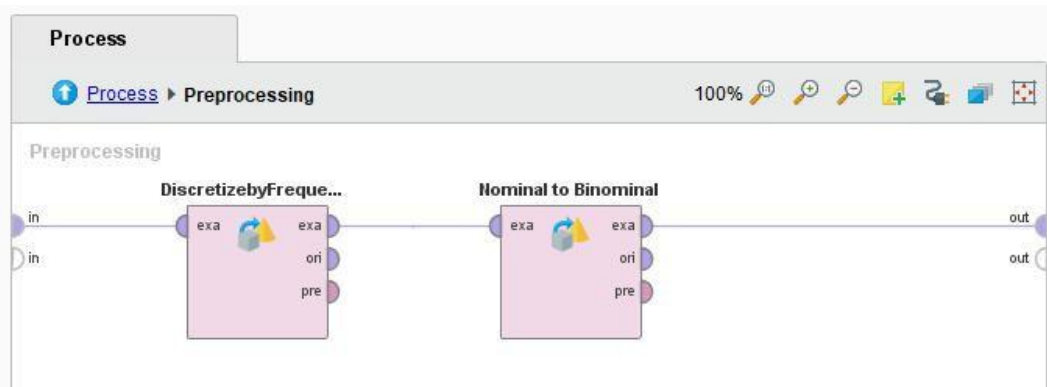 Process
Process ▸ Preprocessing
100%
Preprocessing
DiscretizebyFreque...
Nominal to Binominal
in
exa
exa
exa
exa
out
in
ori
ori
out
pre
pre